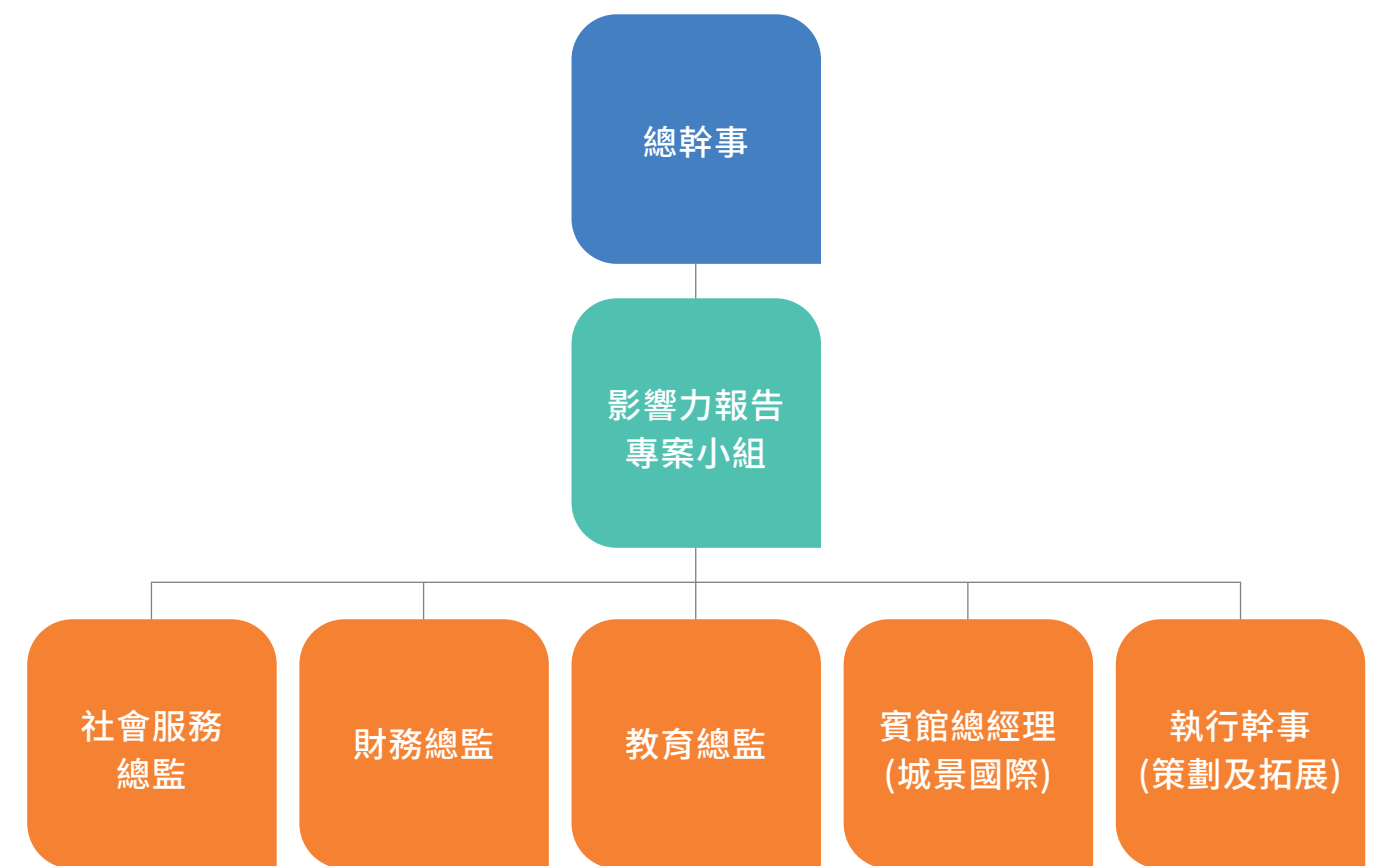 總幹事
影響力報告
專案小組
社會服務
總監
財務總監
教育總監
賓館總經理
(城景國際)
執行幹事
(策劃及拓展)